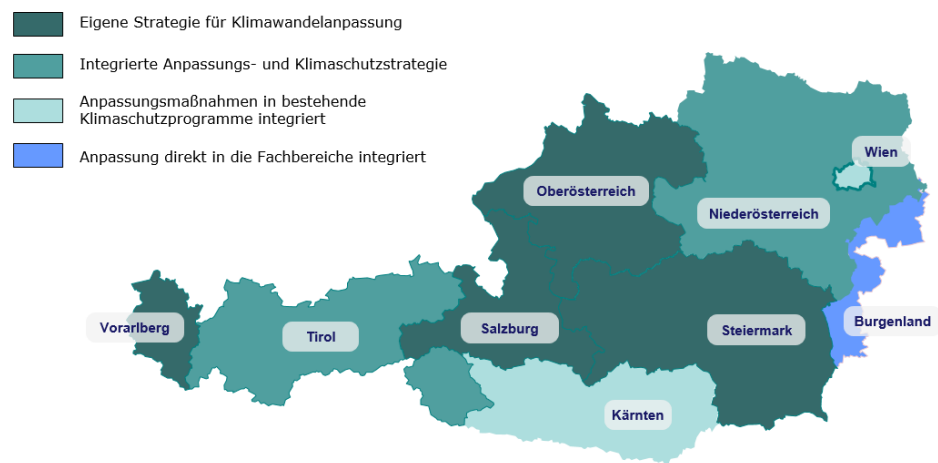 Eigene Strategie für Klimawandelanpassung
Integrierte Anpassungs- und Klimaschutzstrategie
Anpassungsmaßnahmen in bestehende
Klimaschutzprogramme integriert
Anpassung direkt in die Fachbereiche integriert
Wien
Oberösterreich
Niederösterreich
Vorarlberg
Tirol
Salzburg
Steiermark
Burgenland
Kärnten